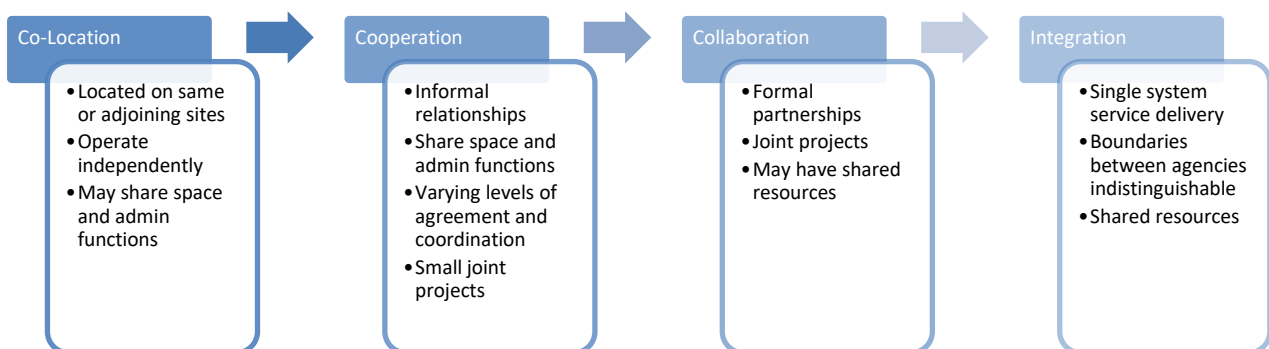 Co-Location
•Located on same
or adjoining sites
•Operate
independently
•May share space
and admin
functions
Cooperation
•Informal
relationships
•Share space and
admin functions
•Varying levels of
agreement and
coordination
•Small joint
projects
Collaboration
•Formal
partnerships
•Joint projects
•May have shared
resources
Integration
•Single system
service delivery
•Boundaries
between agencies
indistinguishable
•Shared resources